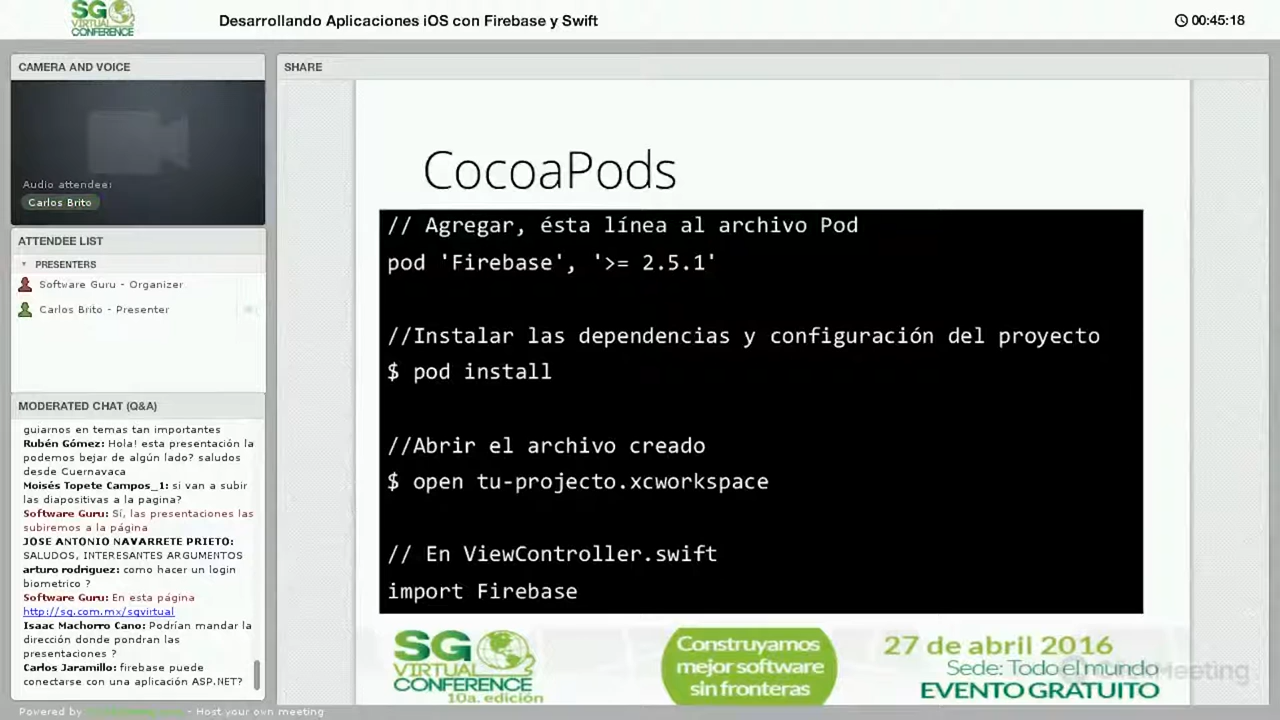 SG
VIRTUAL
CONFERENCE
Desarrollando Aplicaciones iOS con Firebase y Swift
00:45:18
CAMERA AND VOICE
Audio attendee:
Carlos Brito
ATTENDEE LIST
PRESENTERS
Software Guru - Organizer
Carlos Brito - Presenter
MODERATED CHAT (Q&A)
guiarnos en temas tan importantes
Rubén Gómez: Hola! esta presentación la
podemos bejar de algún lado? saludos
desde Cuernavaca
Moisés Topete Campos_1: si van a subir
las diapositivas a la pagina?
Software Guru: Sí, las presentaciones las
subiremos a la página
JOSE ANTONIO NAVARRETE PRIETO:
SALUDOS, INTERESANTES ARGUMENTOS
arturo rodriguez: como hacer un login
biometrico ?
Software Guru: En esta página
http://sg.com.mx/sgvirtual
Isaac Machorro Cano: Podrían mandar la
dirección donde pondran las
presentaciones ?
Carlos Jaramillo: firebase puede
conectarse con una aplicación ASP.NET?
Powered by
- Host your own meeting
SHARE
CocoaPods
// Agregar, ésta línea al archivo Pod
pod 'Firebase', '>= 2.5.1'
//Instalar las dependencias y configuración del proyecto
$ pod install
//Abrir el archivo creado
$ open tu-projecto.xcworkspace
// En ViewController.swift
import Firebase
SG
VIRTUAL
CONFERENCE
10a. edición
Construyamos
mejor software
sin fronteras
27 de abril 2016
Sede: Todo el mundo
EVENTO GRATUITO
Meeting